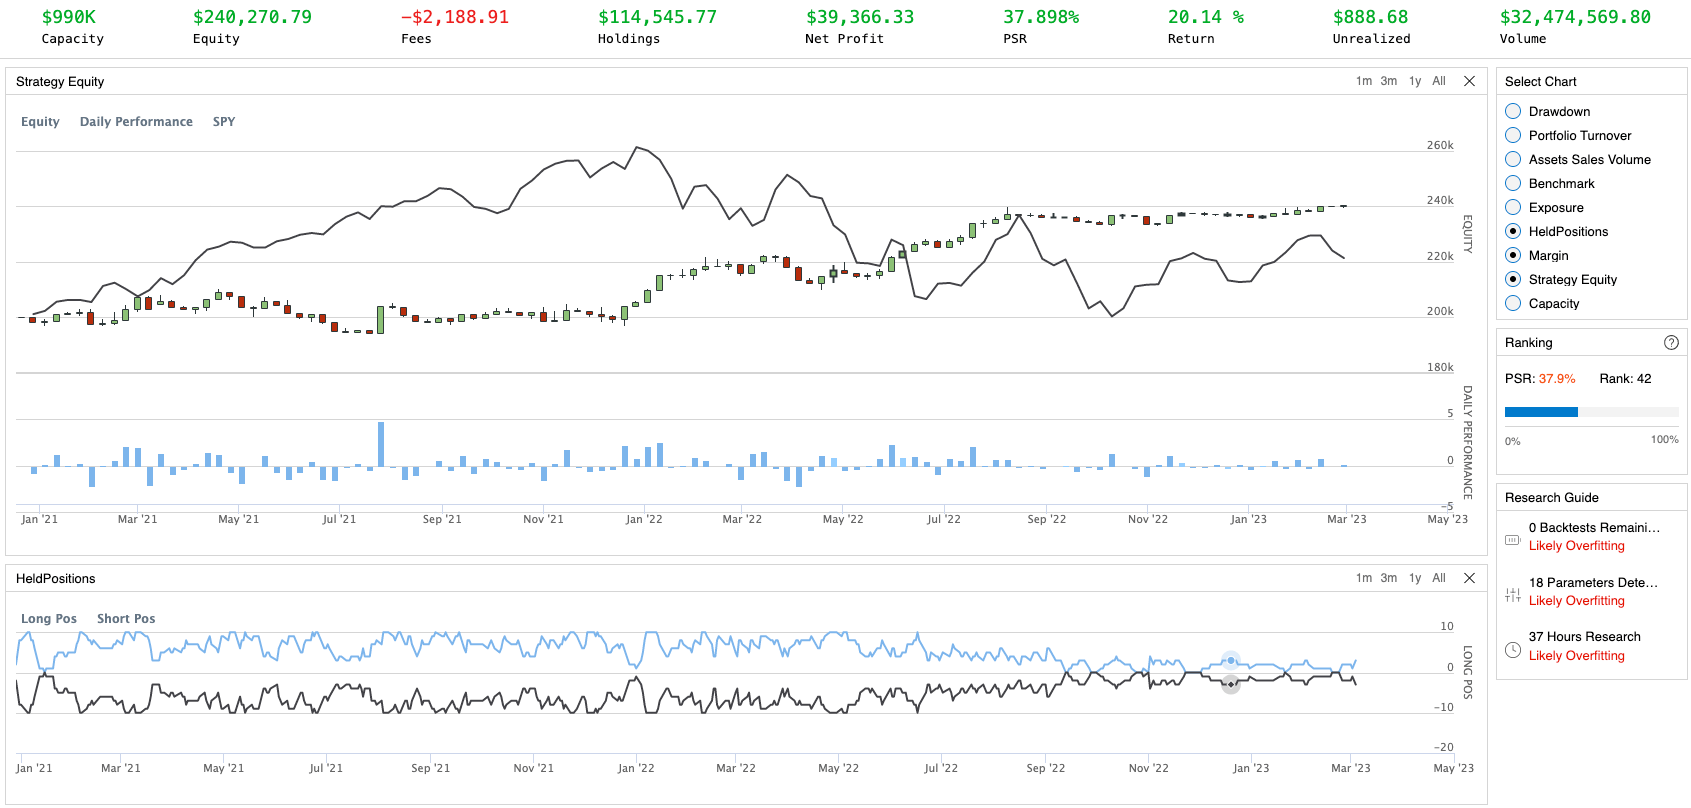 $990K $240,270.79 -$2,188.91 $114,545.77 $39,366.33 37.898% 20.14 % $888.68 $32,474,569.80
Capacity Equity Fees Holdings Net Profit PSR Return Unrealized Volume
Strategy Equity 1m 3m 1y All
Equity Daily Performance SPY
260k
240k
220k
200k
180k
EQUITY
5
0
-5
DAILY PERFORMANCE
Jan '21 Mar '21 May '21 Jul '21 Sep '21 Nov '21 Jan '22 Mar '22 May '22 Jul '22 Sep '22 Nov '22 Jan '23 Mar '23 May '23
HeldPositions 1m 3m 1y All
Long Pos Short Pos
10
0
-10
-20
LONG POS
Jan '21 Mar '21 May '21 Jul '21 Sep '21 Nov '21 Jan '22 Mar '22 May '22 Jul '22 Sep '22 Nov '22 Jan '23 Mar '23 May '23
Select Chart
Drawdown
Portfolio Turnover
Assets Sales Volume
Benchmark
Exposure
HeldPositions
Margin
Strategy Equity
Capacity
Ranking ?
PSR: 37.9% Rank: 42
0% 100%
Research Guide
0 Backtests Remaini...
Likely Overfitting
18 Parameters Dete...
Likely Overfitting
37 Hours Research
Likely Overfitting